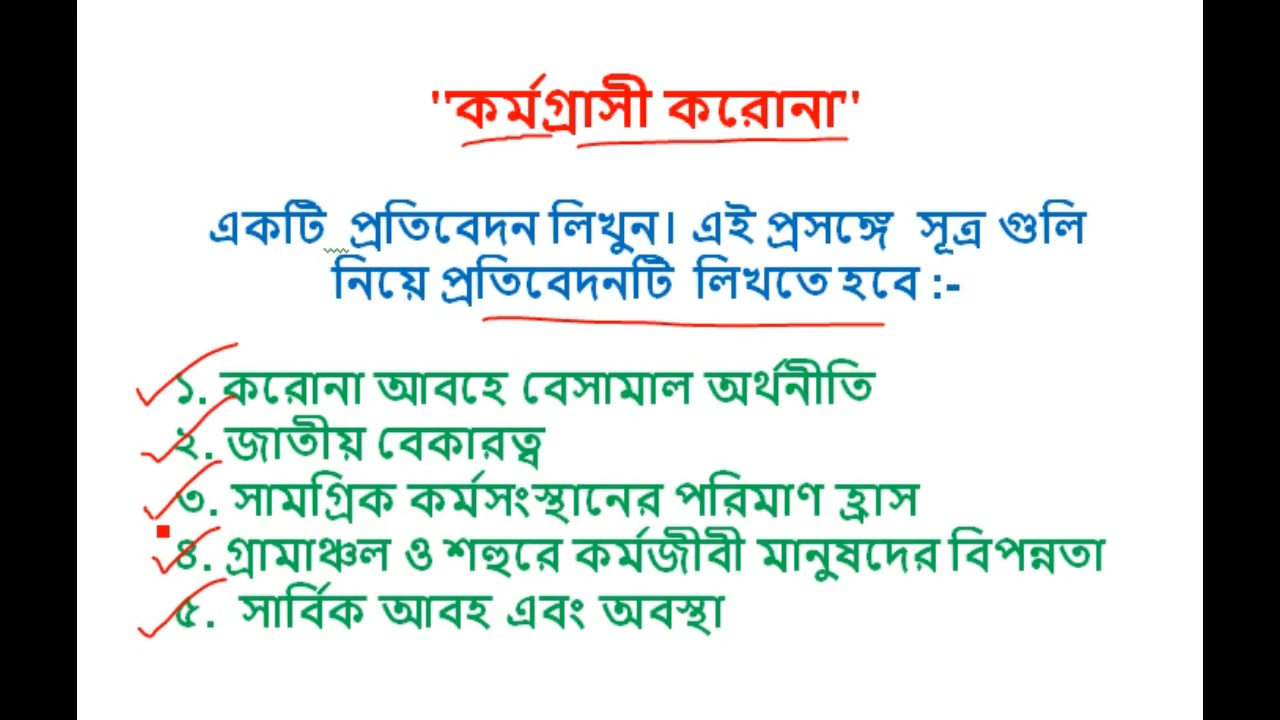 "কর্মগ্রাসী করোনা"
একটি প্রতিবেদন লিখুন। এই প্রসঙ্গে সূত্র গুলি
নিয়ে প্রতিবেদনটি লিখতে হবে :-
১. করোনা আবহে বেসামাল অর্থনীতি
২. জাতীয় বেকারত্ব
৩. সামগ্রিক কর্মসংস্থানের পরিমাণ হ্রাস
৪. গ্রামাঞ্চল ও শহুরে কর্মজীবী মানুষদের বিপন্নতা
৫. সার্বিক আবহ এবং অবস্থা